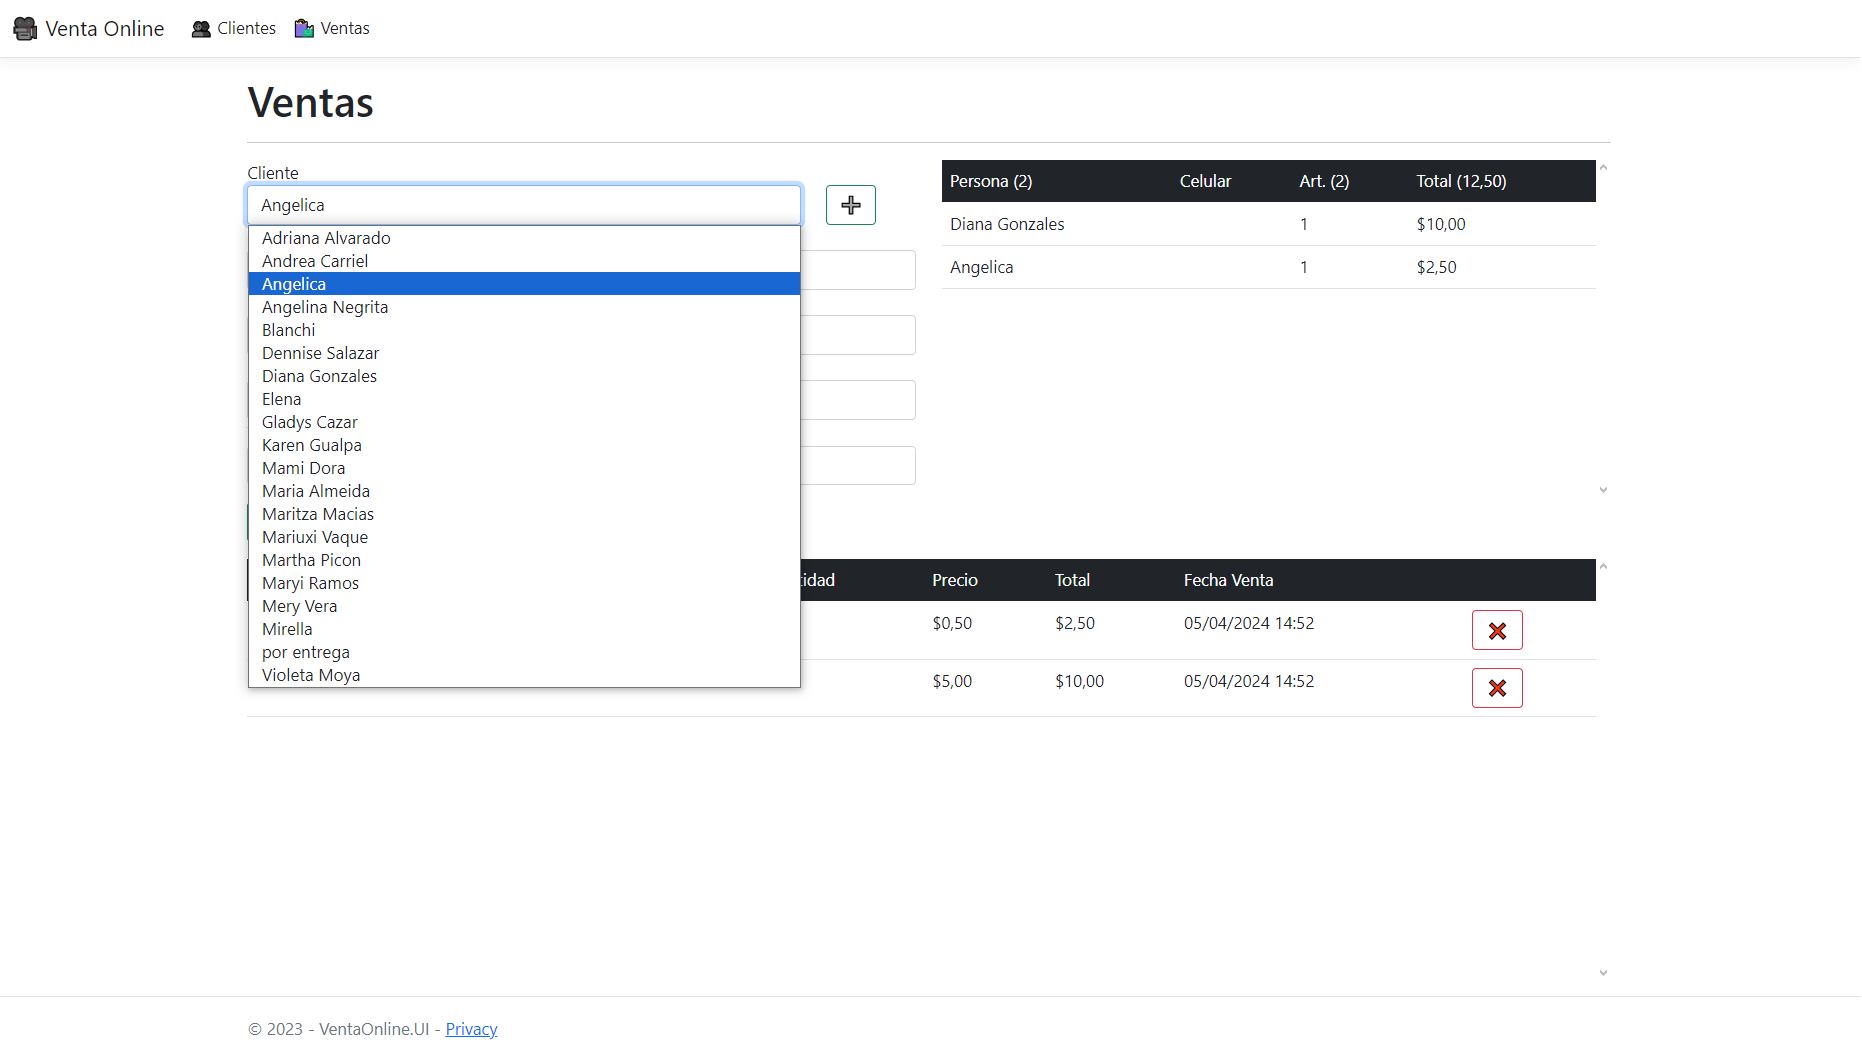 Venta Online Clientes Ventas
Ventas
Cliente
Angelica
Adriana Alvarado
Andrea Carriel
Angelica
Angelina Negrita
Blanchi
Dennise Salazar
Diana Gonzales
Elena
Gladys Cazar
Karen Gualpa
Mami Dora
Maria Almeida
Maritza Macias
Mariuxi Vaque
Martha Picon
Maryi Ramos
Mery Vera
Mirella
por entrega
Violeta Moya
Persona (2) Celular Art. (2) Total (12,50)
Diana Gonzales 1 $10,00
Angelica 1 $2,50
tidad Precio Total Fecha Venta
$0,50 $2,50 05/04/2024 14:52
$5,00 $10,00 05/04/2024 14:52
© 2023 - VentaOnline.UI - Privacy